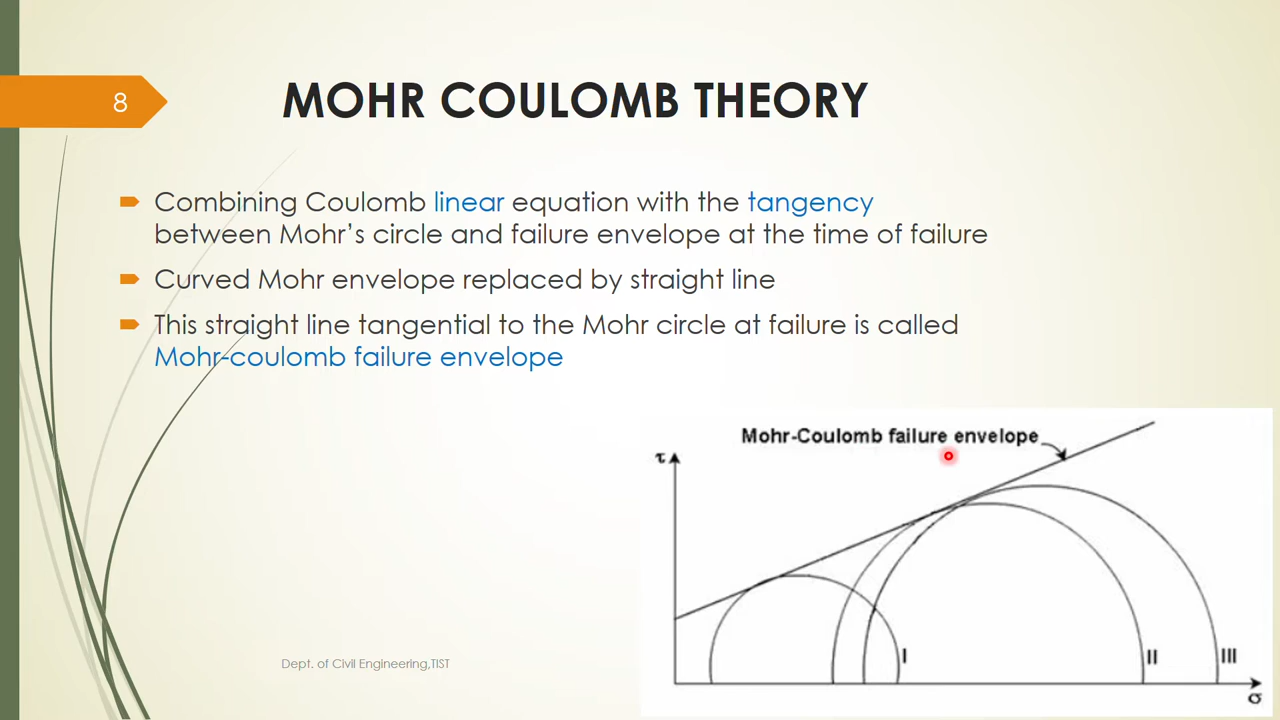 8
MOHR COULOMB THEORY
Combining Coulomb linear equation with the tangency
between Mohr’s circle and failure envelope at the time of failure
Curved Mohr envelope replaced by straight line
This straight line tangential to the Mohr circle at failure is called
Mohr-coulomb failure envelope
Mohr-Coulomb failure envelope
τ
I
II
III
σ
Dept. of Civil Engineering,TIST